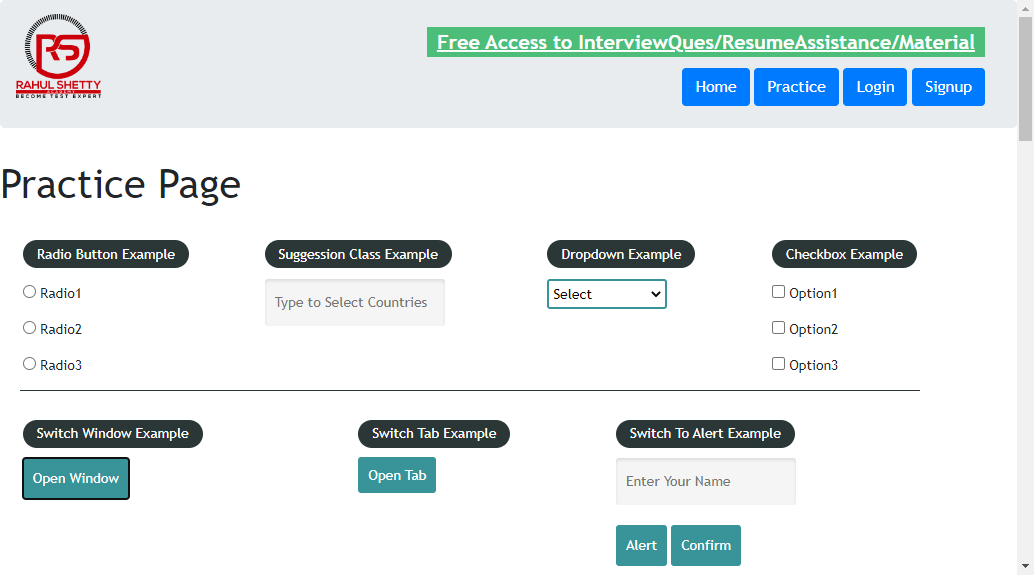 RAHUL SHETTY
ACADEMY
BECOME TEST EXPERT
Free Access to InterviewQues/ResumeAssistance/Material
Home Practice Login Signup
Practice Page
Radio Button Example
Radio1
Radio2
Radio3
Suggession Class Example
Type to Select Countries
Dropdown Example
Select
Checkbox Example
Option1
Option2
Option3
Switch Window Example
Open Window
Switch Tab Example
Open Tab
Switch To Alert Example
Enter Your Name
Alert Confirm